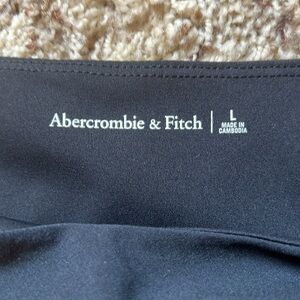 Abercrombie & Fitch | L
MADE IN
CAMBODIA